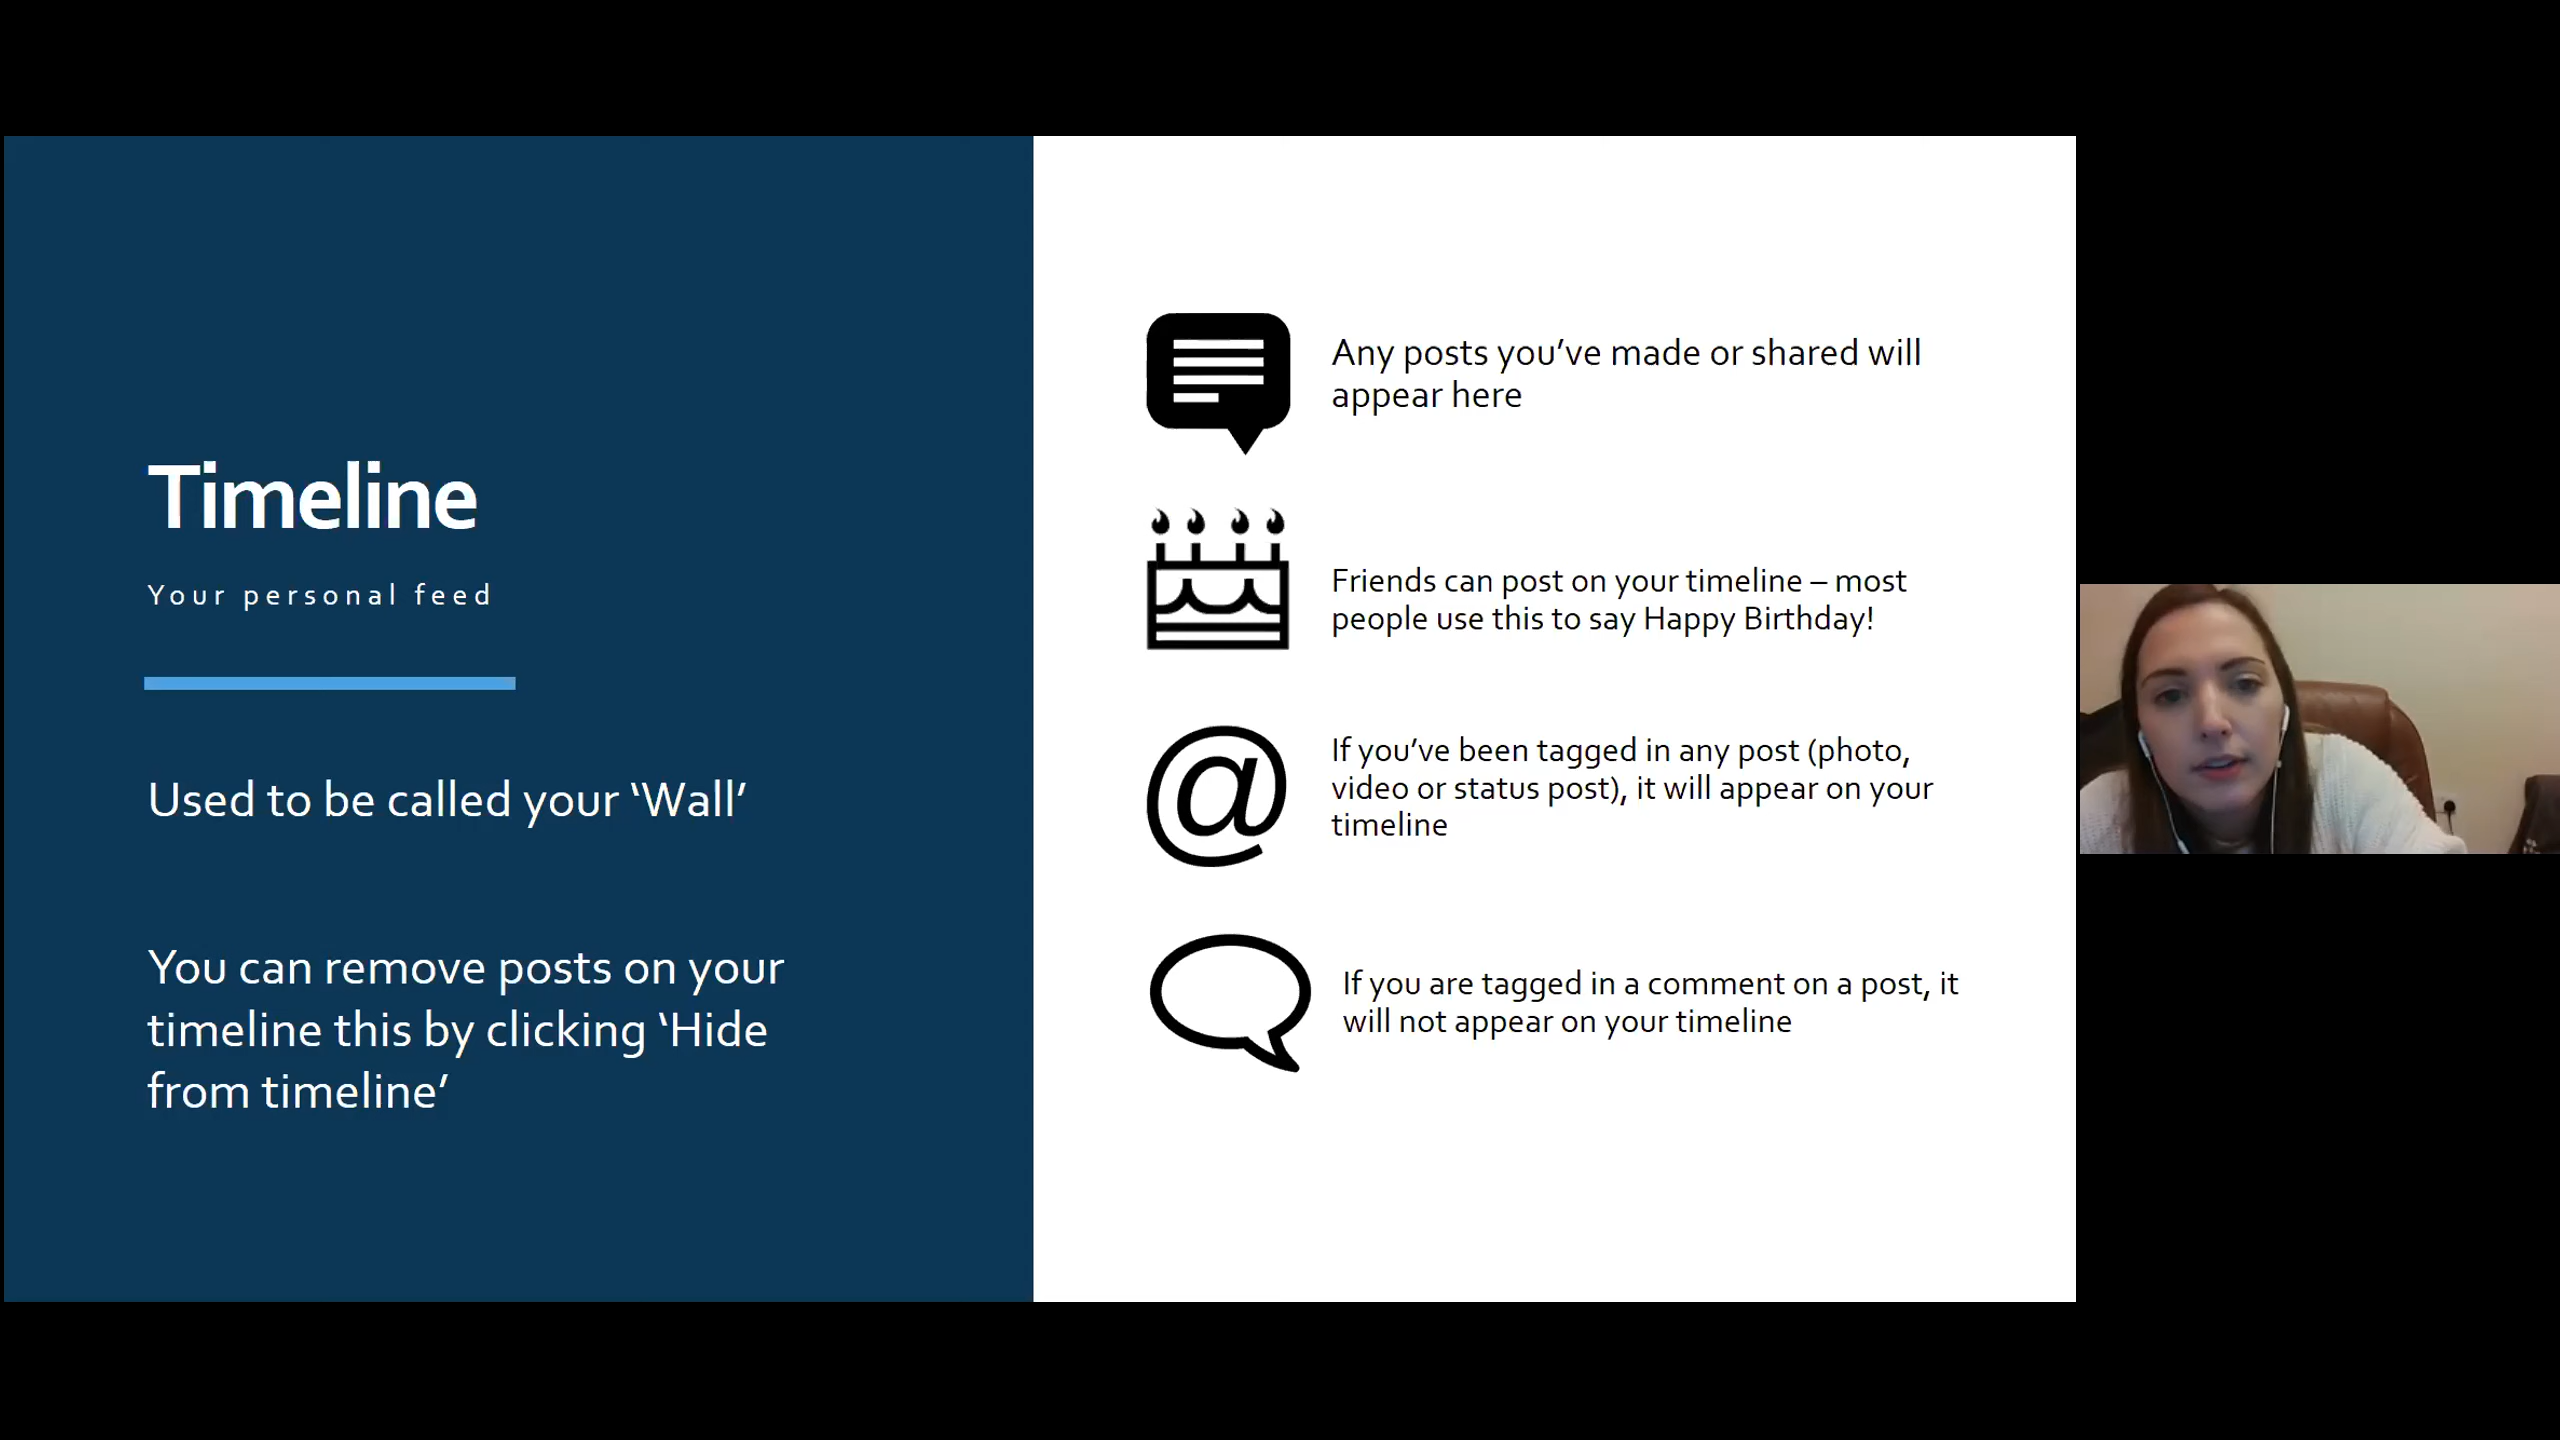 Timeline
Your personal feed
Used to be called your ‘Wall’
You can remove posts on your
timeline this by clicking ‘Hide
from timeline’
Any posts you’ve made or shared will
appear here
Friends can post on your timeline – most
people use this to say Happy Birthday!
@
If you’ve been tagged in any post (photo,
video or status post), it will appear on your
timeline
If you are tagged in a comment on a post, it
will not appear on your timeline